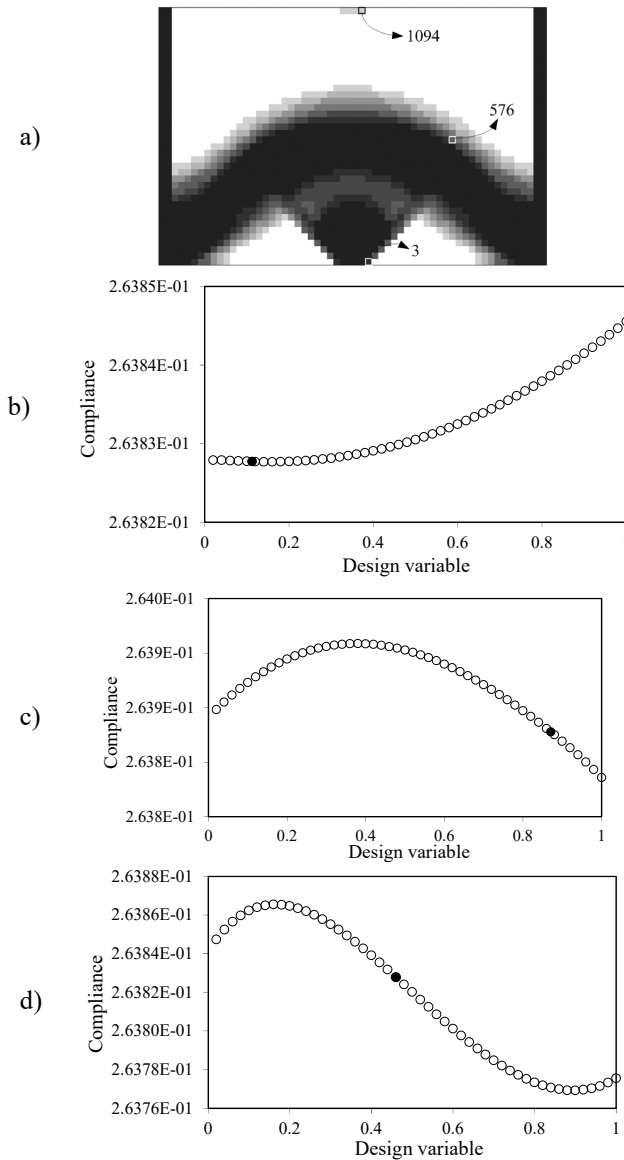 1094
576
a)
3
2.6385E-01
2.6384E-01
b)
Compliance
2.6383E-01
2.6382E-01
0 0.2 0.4 0.6 0.8 1
Design variable
2.640E-01
2.639E-01
c)
Compliance
2.639E-01
2.638E-01
2.638E-01
0 0.2 0.4 0.6 0.8 1
Design variable
2.6388E-01
2.6386E-01
2.6384E-01
d)
Compliance
2.6382E-01
2.6380E-01
2.6378E-01
2.6376E-01
0 0.2 0.4 0.6 0.8 1
Design variable